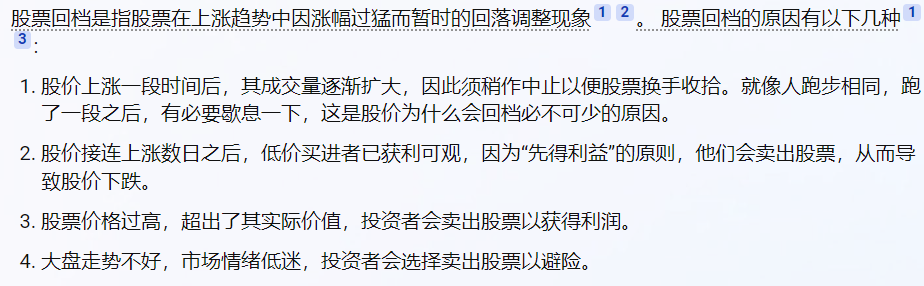 股票回档是指股票在上涨趋势中因涨幅过猛而暂时的回落调整现象 1 2 。 股票回档的原因有以下几种 1
3 ：
1. 股价上涨一段时间后，其成交量逐渐扩大，因此须稍作中止以便股票换手收拾。就像人跑步相同，跑
了一段之后，有必要歇息一下，这是股价为什么会回档必不可少的原因。
2. 股价接连上涨数日之后，低价买进者已获利可观，因为“先得利益”的原则，他们会卖出股票，从而导
致股价下跌。
3. 股票价格过高，超出了其实际价值，投资者会卖出股票以获得利润。
4. 大盘走势不好，市场情绪低迷，投资者会选择卖出股票以避险。